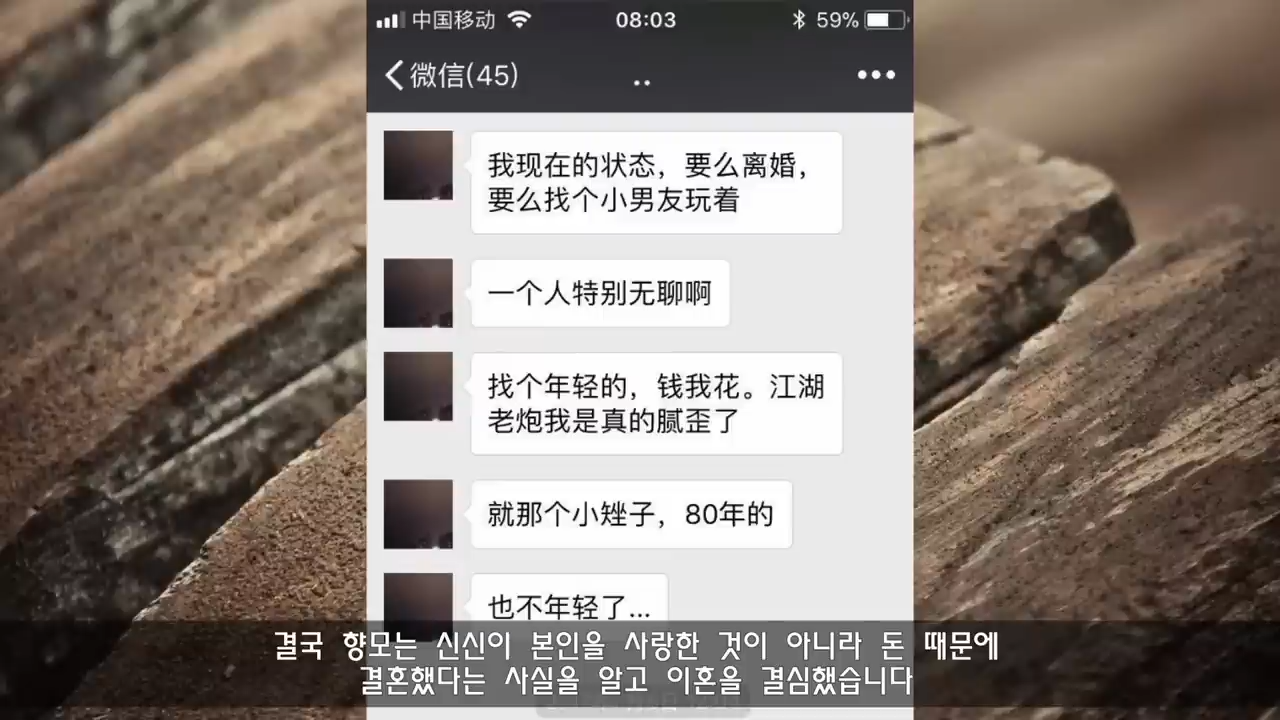 中国移动 08:03 59%
微信(45) ..
我现在的状态，要么离婚，
要么找个小男友玩着
一个人特别无聊啊
找个年轻的，钱我花。江湖
老炮我是真的腻歪了
就那个小矬子，80年的
也不年轻了...
결국 향모는 신신이 본인을 사랑한 것이 아니라 돈 때문에
결혼했다는 사실을 알고 이혼을 결심했습니다